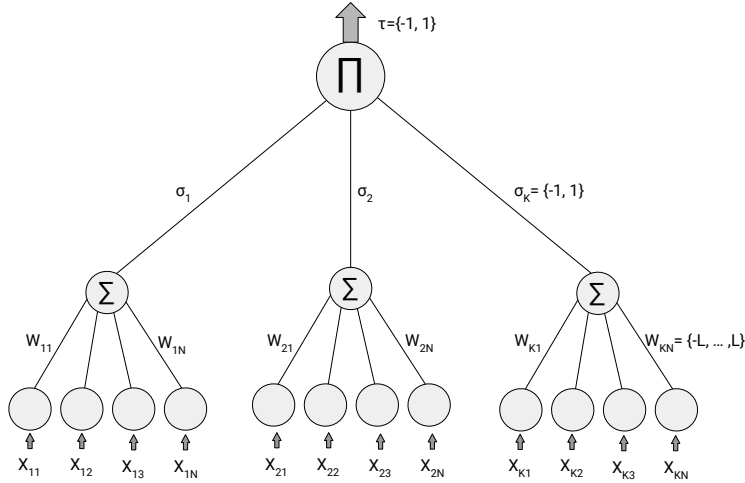 τ={-1, 1}
∏
σ1
σ2
σK= {-1, 1}
∑ ∑ ∑
W11 W1N W21 W2N WK1 WKN= {-L, ... ,L}
X11 X12 X13 X1N X21 X22 X23 X2N XK1 XK2 XK3 XKN